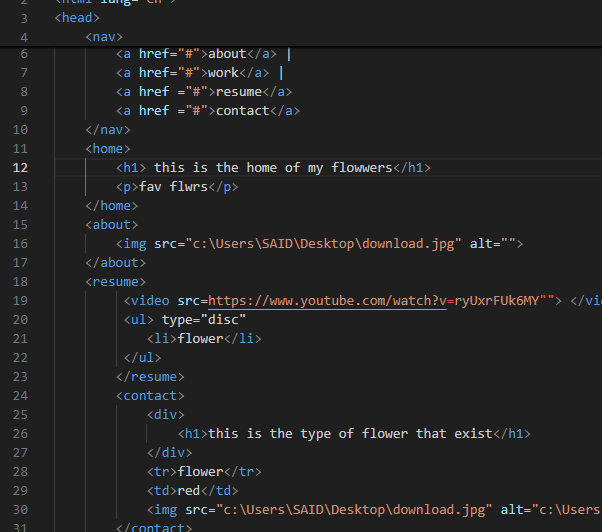 2 <html lang="en">
3 <head>
4 <nav>
6 <a href="#">about</a> |
7 <a href="#">work</a> |
8 <a href ="#">resume</a>
9 <a href ="#">contact</a>
10 </nav>
11 <home>
12 <h1> this is the home of my flowwers</h1>
13 <p>fav flwrs</p>
14 </home>
15 <about>
16 <img src="c:\Users\SAID\Desktop\download.jpg" alt="">
17 </about>
18 <resume>
19 <video src=https://www.youtube.com/watch?v=ryUxrFUk6MY""> </vi
20 <ul> type="disc"
21 <li>flower</li>
22 </ul>
23 </resume>
24 <contact>
25 <div>
26 <h1>this is the type of flower that exist</h1>
27 </div>
28 <tr>flower</tr>
29 <td>red</td>
30 <img src="c:\Users\SAID\Desktop\download.jpg" alt="c:\Users
31 </contact>